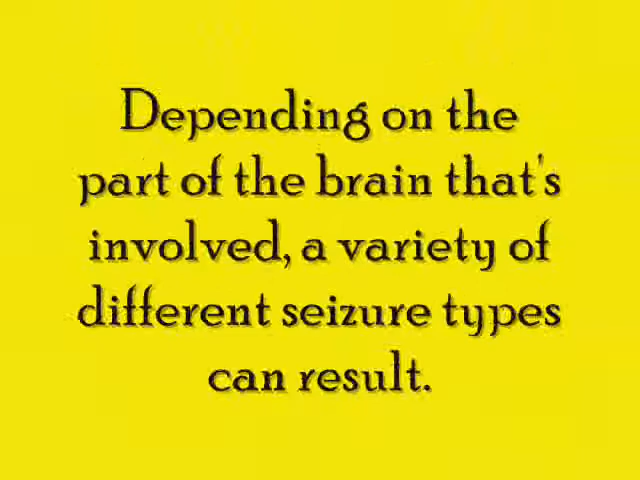 Depending on the
part of the brain that's
involved, a variety of
different seizure types
can result.